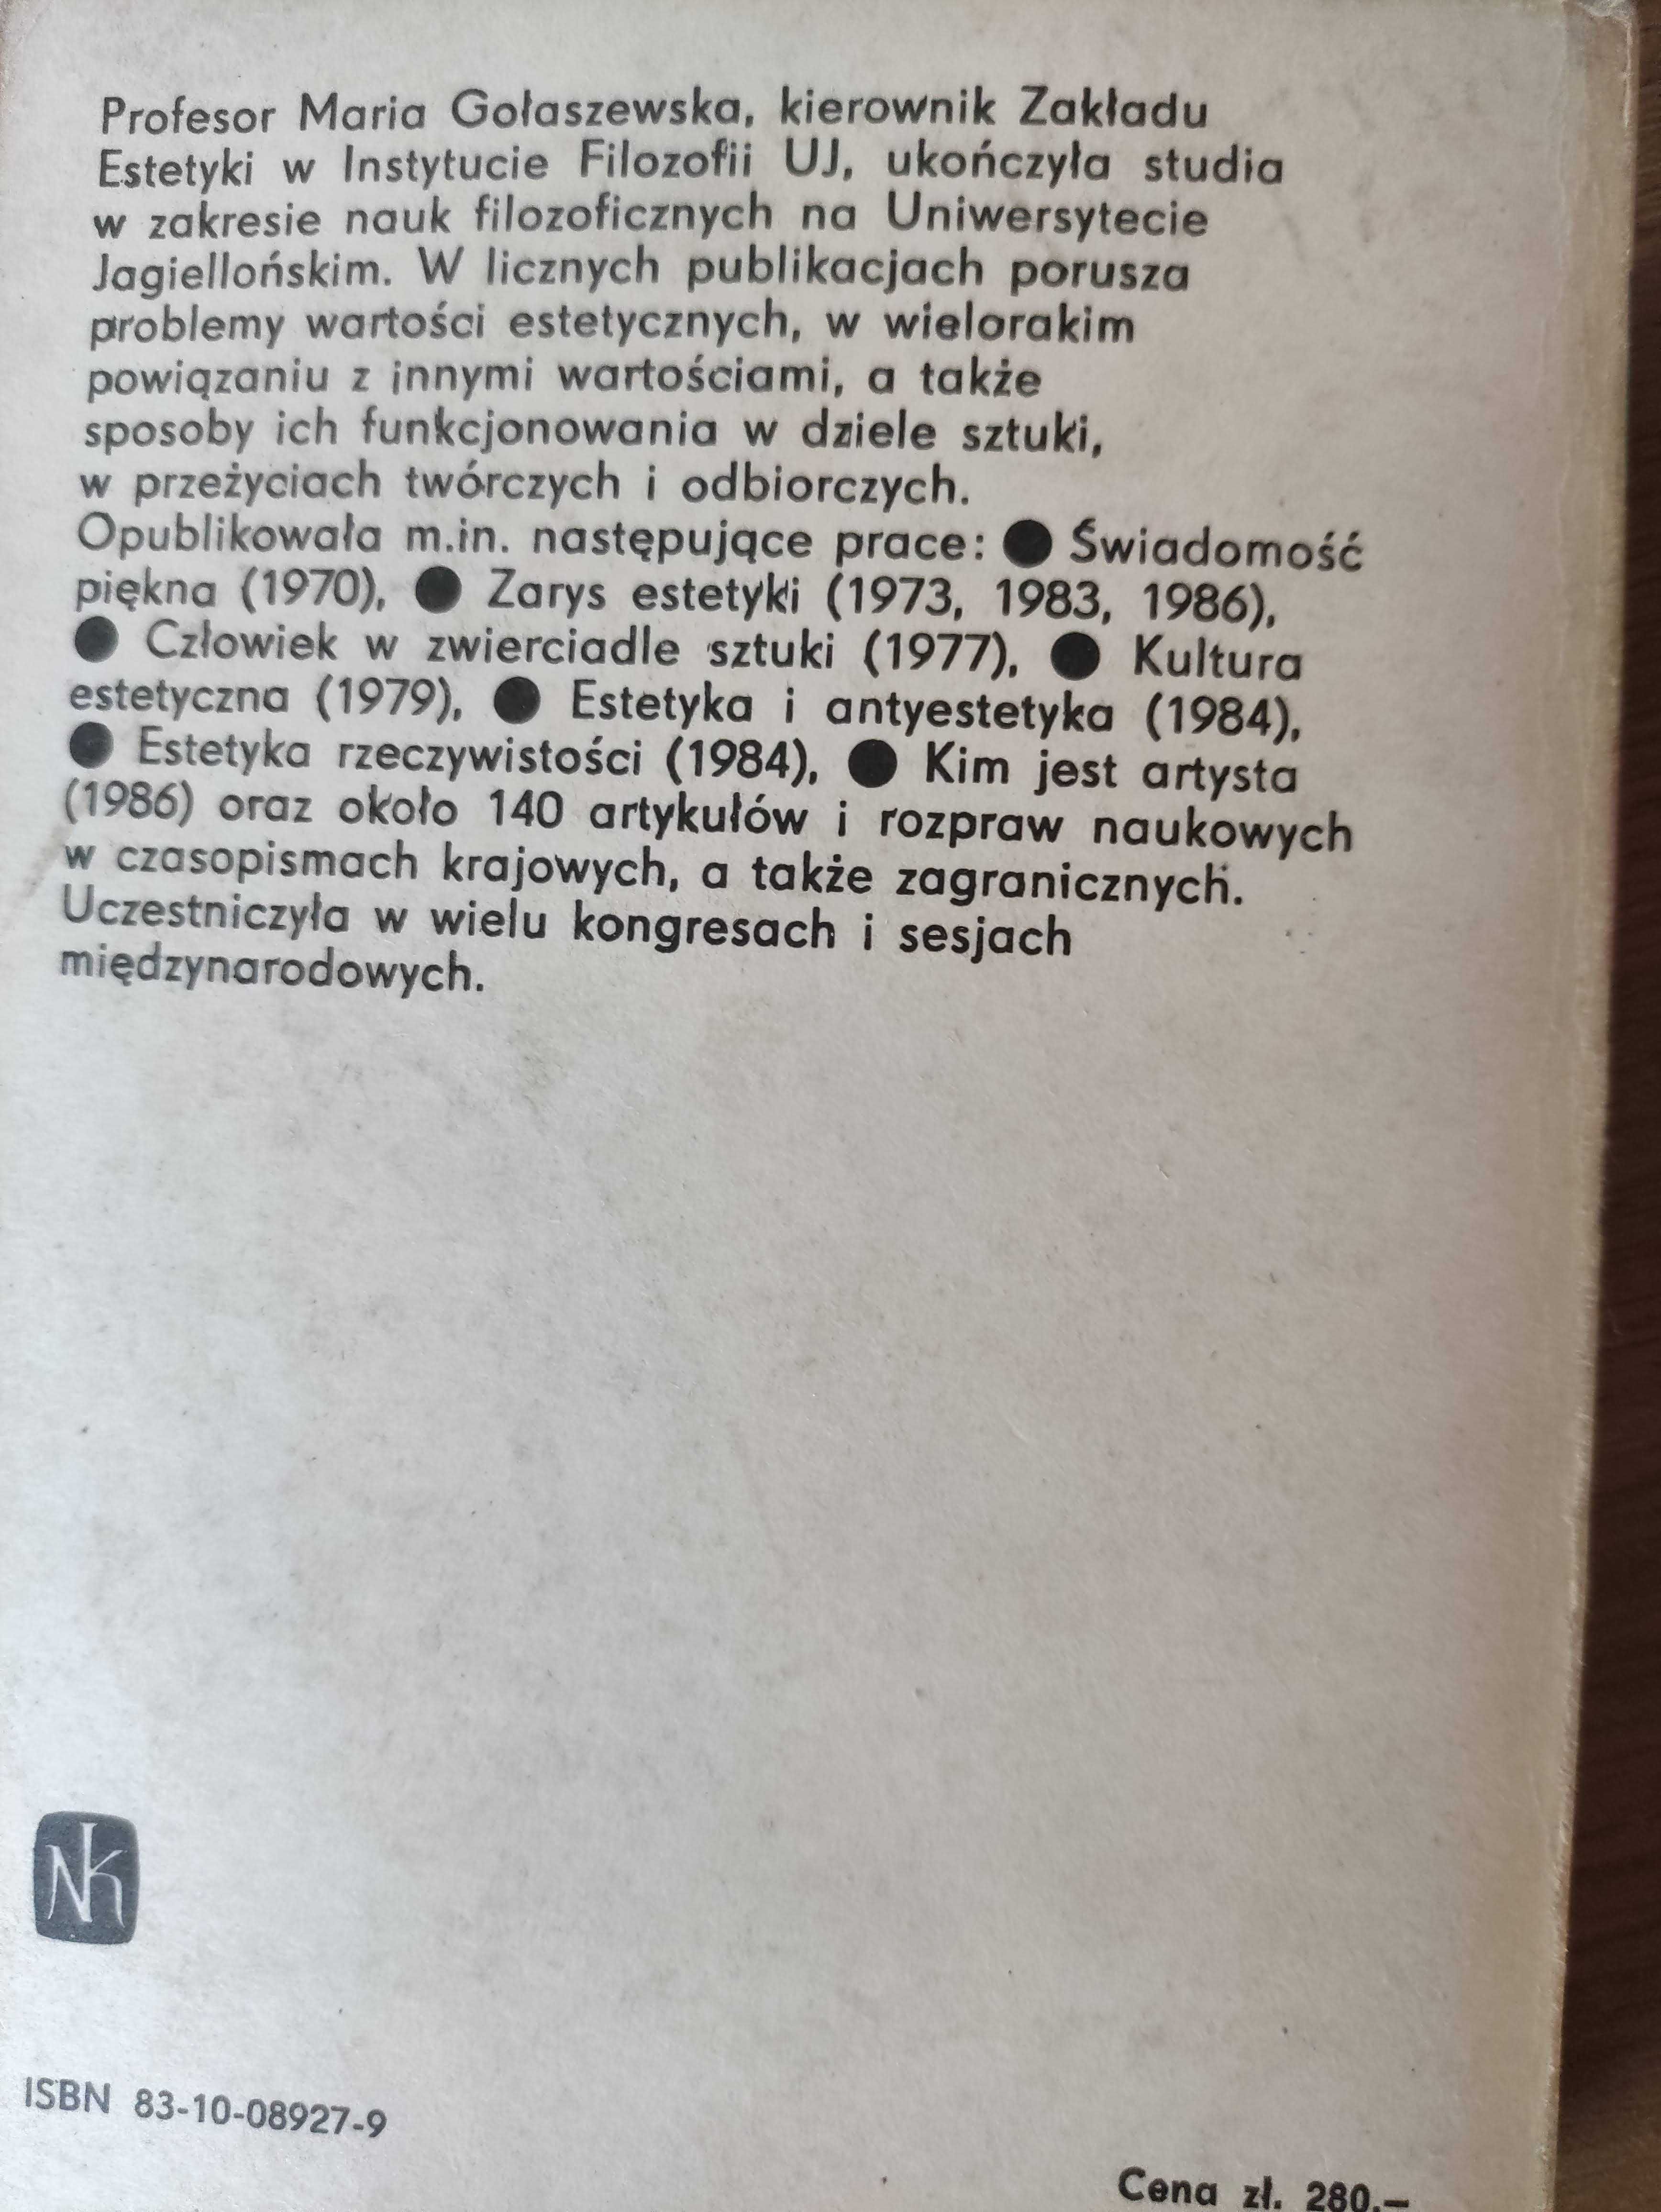 Profesor Maria Gołaszewska, kierownik Zakładu
Estetyki w Instytucie Filozofii UJ, ukończyła studia
w zakresie nauk filozoficznych na Uniwersytecie
Jagiellońskim. W licznych publikacjach porusza
problemy wartości estetycznych, w wielorakim
powiązaniu z innymi wartościami, a także
sposoby ich funkcjonowania w dziele sztuki,
w przeżyciach twórczych i odbiorczych.
Opublikowała m.in. następujące prace: ● Świadomość
piękna (1970), ● Zarys estetyki (1973, 1983, 1986),
● Człowiek w zwierciadle sztuki (1977), ● Kultura
estetyczna (1979), ● Estetyka i antyestetyka (1984),
● Estetyka rzeczywistości (1984), ● Kim jest artysta
(1986) oraz około 140 artykułów i rozpraw naukowych
w czasopismach krajowych, a także zagranicznych.
Uczestniczyła w wielu kongresach i sesjach
międzynarodowych.
Nk
ISBN 83-10-08927-9
Cena zł. 280.–